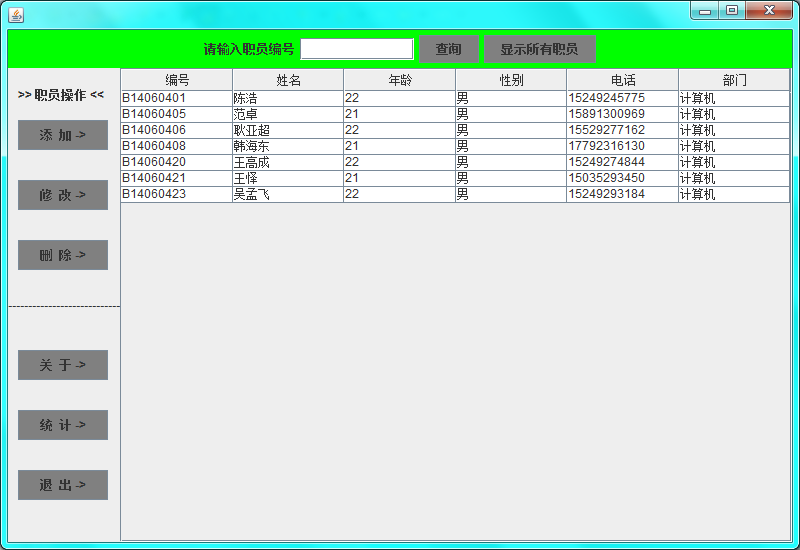 请输入职员编号 查询 显示所有职员
>> 职员操作 <<
添 加 ->
修 改 ->
删 除 ->
关 于 ->
统 计 ->
退 出 ->
编号 姓名 年龄 性别 电话 部门
B14060401 陈浩 22 男 15249245775 计算机
B14060405 范卓 21 男 15891300969 计算机
B14060406 耿亚超 22 男 15529277162 计算机
B14060408 韩海东 21 男 17792316130 计算机
B14060420 王高成 22 男 15249274844 计算机
B14060421 王怿 21 男 15035293450 计算机
B14060423 吴孟飞 22 男 15249293184 计算机